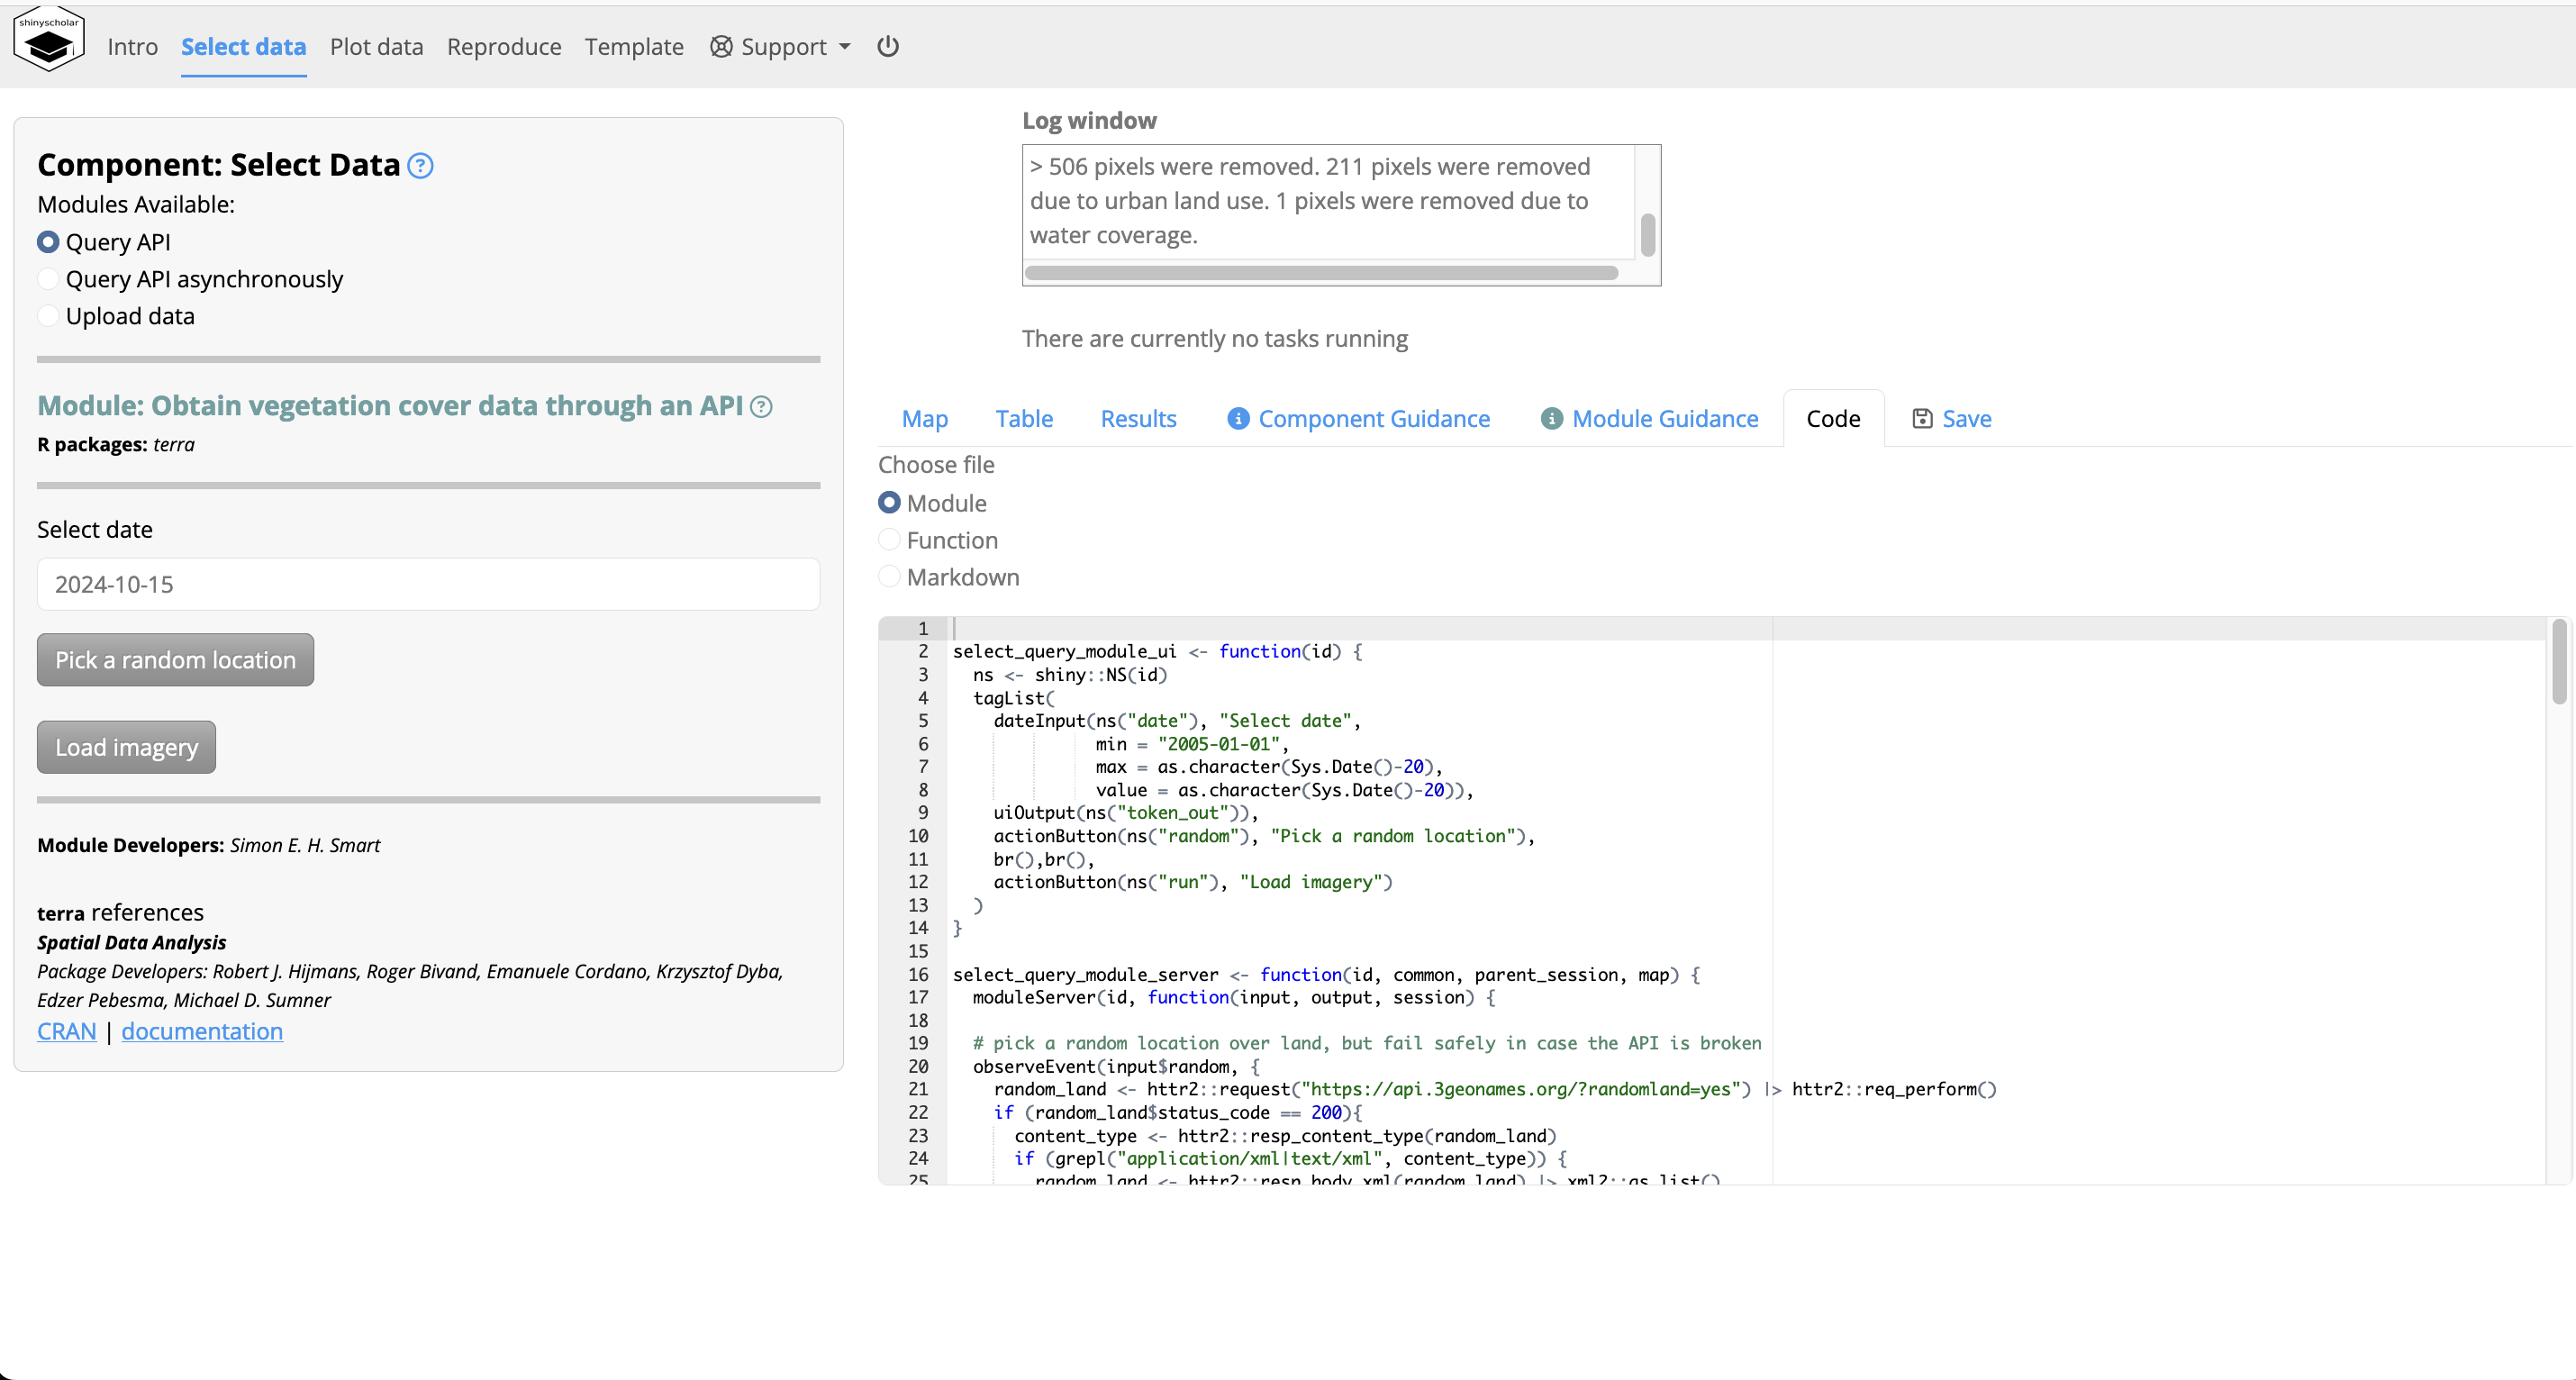 shinyscholar
Intro Select data Plot data Reproduce Template Support
Component: Select Data ?
Modules Available:
Query API
Query API asynchronously
Upload data
Module: Obtain vegetation cover data through an API ?
R packages: terra
Select date
2024-10-15
Pick a random location
Load imagery
Module Developers: Simon E. H. Smart
terra references
Spatial Data Analysis
Package Developers: Robert J. Hijmans, Roger Bivand, Emanuele Cordano, Krzysztof Dyba,
Edzer Pebesma, Michael D. Sumner
CRAN | documentation
Log window
> 506 pixels were removed. 211 pixels were removed
due to urban land use. 1 pixels were removed due to
water coverage.
There are currently no tasks running
Map Table Results i Component Guidance i Module Guidance Code Save
Choose file
Module
Function
Markdown
1
2 select_query_module_ui <- function(id) {
3   ns <- shiny::NS(id)
4   tagList(
5     dateInput(ns("date"), "Select date",
6               min = "2005-01-01",
7               max = as.character(Sys.Date()-20),
8               value = as.character(Sys.Date()-20)),
9     uiOutput(ns("token_out")),
10     actionButton(ns("random"), "Pick a random location"),
11     br(),br(),
12     actionButton(ns("run"), "Load imagery")
13   )
14 }
15
16 select_query_module_server <- function(id, common, parent_session, map) {
17   moduleServer(id, function(input, output, session) {
18
19   # pick a random location over land, but fail safely in case the API is broken
20   observeEvent(input$random, {
21     random_land <- httr2::request("https://api.3geonames.org/?randomland=yes") |> httr2::req_perform()
22     if (random_land$status_code == 200){
23       content_type <- httr2::resp_content_type(random_land)
24       if (grepl("application/xml|text/xml", content_type)) {
25         random_land <- httr2::resp_body_xml(random_land) |> xml2::as_list()